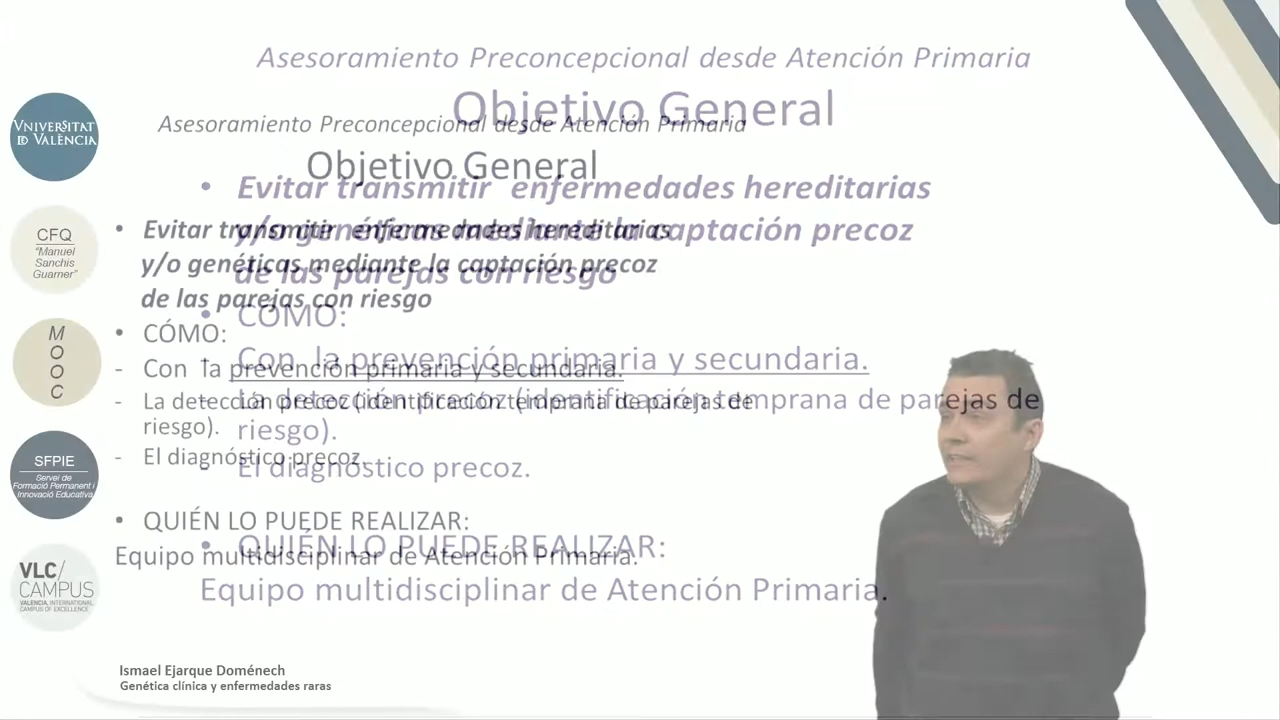 Asesoramiento Preconcepcional desde Atención Primaria
Objetivo General
• Evitar transmitir enfermedades hereditarias
y/o genéticas mediante la captación precoz
de las parejas con riesgo
• CÓMO:
- Con la prevención primaria y secundaria.
- La detección precoz (identificación temprana de parejas de
riesgo).
- El diagnóstico precoz.
• QUIÉN LO PUEDE REALIZAR:
Equipo multidisciplinar de Atención Primaria.
Asesoramiento Preconcepcional desde Atención Primaria
Objetivo General
• Evitar transmitir enfermedades hereditarias
y/o genéticas mediante la captación precoz
de las parejas con riesgo
• CÓMO:
- Con la prevención primaria y secundaria.
- La detección precoz (identificación temprana de parejas de
riesgo).
- El diagnóstico precoz.
• QUIÉN LO PUEDE REALIZAR:
Equipo multidisciplinar de Atención Primaria.
VNIVERSITAT
ID VALÈNCIA
CFQ
"Manuel
Sanchis
Guarner"
M
O
O
C
SFPIE
Servei de
Formació Permanent i
Innovació Educativa
VLC/
CAMPUS
VALENCIA, INTERNATIONAL
CAMPUS OF EXCELLENCE
Ismael Ejarque Doménech
Genética clínica y enfermedades raras